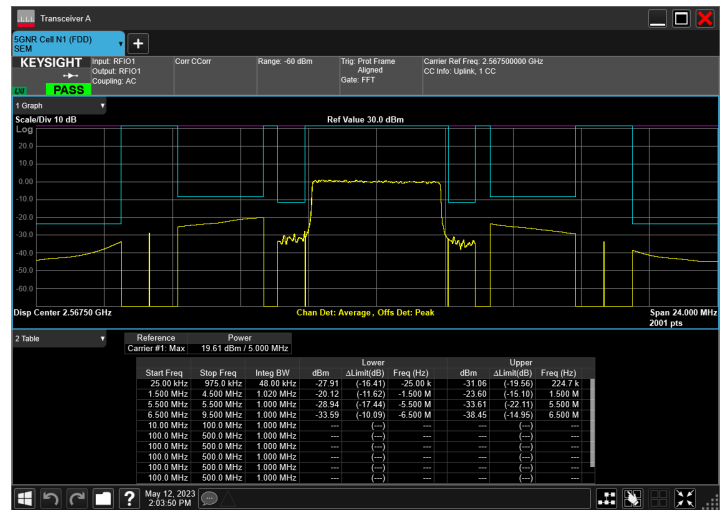 Transceiver A
5GNR Cell N1 (FDD)
SEM
KEYSIGHT
LXI
PASS
Input: RFIO1
Output: RFIO1
Coupling: AC
Corr CCorr
Range: -60 dBm
Trig: Prot Frame
Aligned
Gate: FFT
Carrier Ref Freq: 2.567500000 GHz
CC Info: Uplink, 1 CC
1 Graph
Scale/Div 10 dB
Ref Value 30.0 dBm
Log
20.0
10.0
0.00
-10.0
-20.0
-30.0
-40.0
-50.0
-60.0
Disp Center 2.56750 GHz
Chan Det: Average , Offs Det: Peak
Span 24.000 MHz
2001 pts
2 Table
Reference Power
Carrier #1: Max 19.61 dBm / 5.000 MHz
Lower Upper
Start Freq Stop Freq Integ BW dBm ΔLimit(dB) Freq (Hz) dBm ΔLimit(dB) Freq (Hz)
25.00 kHz 975.0 kHz 48.00 kHz -27.91 (-16.41) -25.00 k -31.06 (-19.56) 224.7 k
1.500 MHz 4.500 MHz 1.020 MHz -20.12 (-11.62) -1.500 M -23.60 (-15.10) 1.500 M
5.500 MHz 5.500 MHz 1.000 MHz -28.94 (-17.44) -5.500 M -33.61 (-22.11) 5.500 M
6.500 MHz 9.500 MHz 1.000 MHz -33.59 (-10.09) -6.500 M -38.45 (-14.95) 6.500 M
10.00 MHz 100.0 MHz 1.000 MHz --- (---) --- --- (---) ---
100.0 MHz 500.0 MHz 1.000 MHz --- (---) --- --- (---) ---
100.0 MHz 500.0 MHz 1.000 MHz --- (---) --- --- (---) ---
100.0 MHz 500.0 MHz 1.000 MHz --- (---) --- --- (---) ---
100.0 MHz 500.0 MHz 1.000 MHz --- (---) --- --- (---) ---
100.0 MHz 500.0 MHz 1.000 MHz --- (---) --- --- (---) ---
May 12, 2023
2:03:50 PM